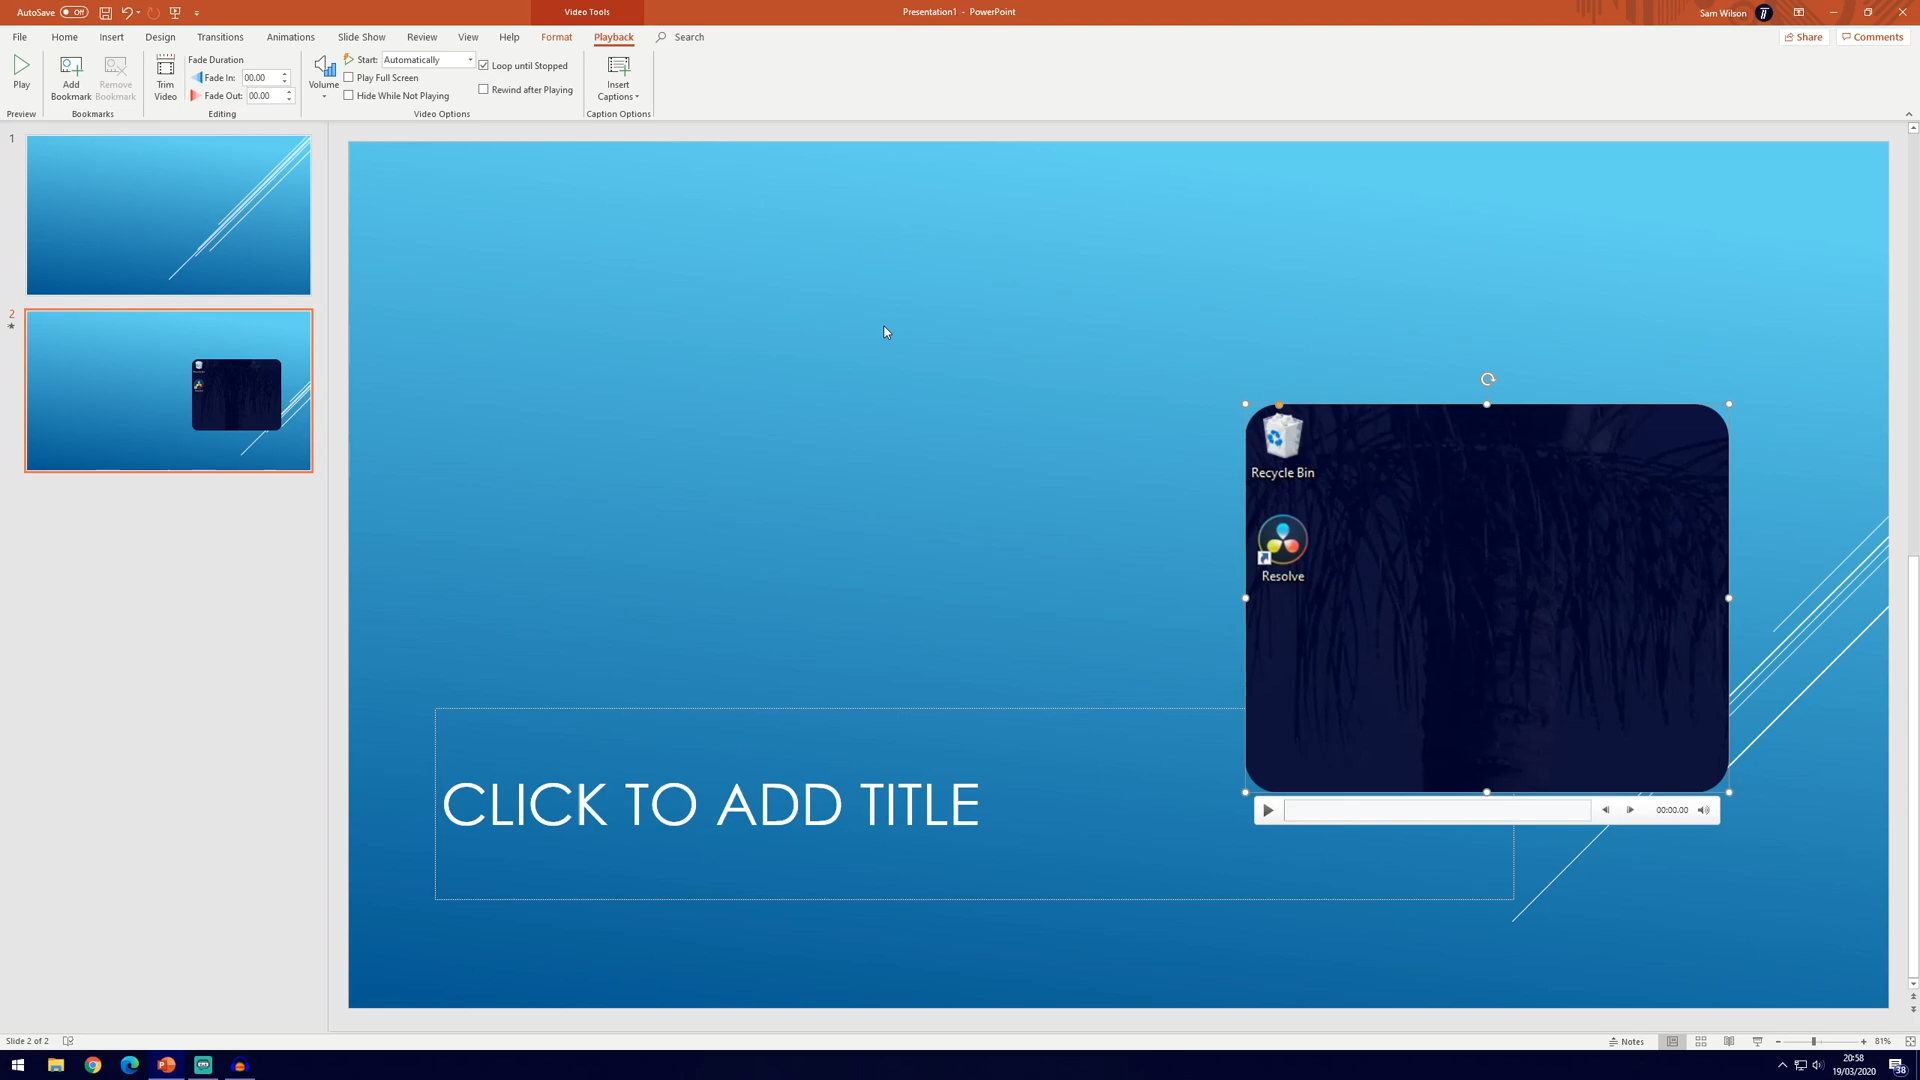 AutoSave Off
Video Tools
Presentation1 - PowerPoint
Sam Wilson
File Home Insert Design Transitions Animations Slide Show Review View Help Format Playback Search
Share Comments
Play
Add Bookmark
Remove Bookmark
Trim Video
Fade Duration
Fade In: 00.00
Fade Out: 00.00
Volume
Start: Automatically
Play Full Screen
Hide While Not Playing
Loop until Stopped
Rewind after Playing
Insert Captions
Preview Bookmarks Editing Video Options Caption Options
1
2
Recycle Bin
Resolve
CLICK TO ADD TITLE
00:00.00
Slide 2 of 2
Notes
81%
20:58
19/03/2020
38